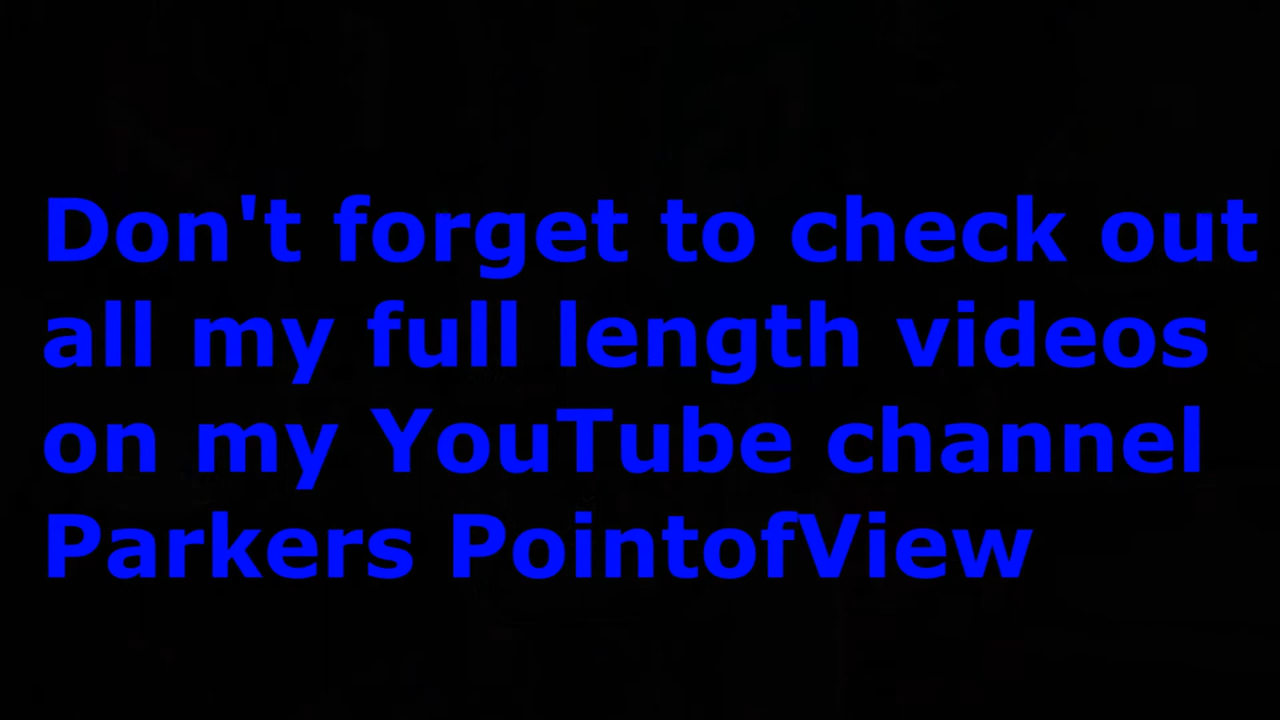 Don't forget to check out
all my full length videos
on my YouTube channel
Parkers PointofView